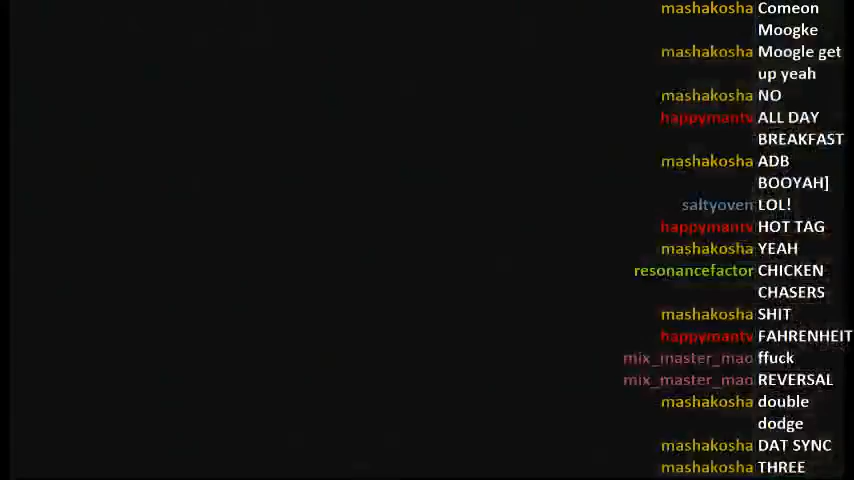 mashakosha Comeon
Moogke
mashakosha Moogle get
up yeah
mashakosha NO
happymantv ALL DAY
BREAKFAST
mashakosha ADB
BOOYAH]
saltyoven LOL!
happymantv HOT TAG
mashakosha YEAH
resonancefactor CHICKEN
CHASERS
mashakosha SHIT
happymantv FAHRENHEIT
mix_master_mao ffuck
mix_master_mao REVERSAL
mashakosha double
dodge
mashakosha DAT SYNC
mashakosha THREE